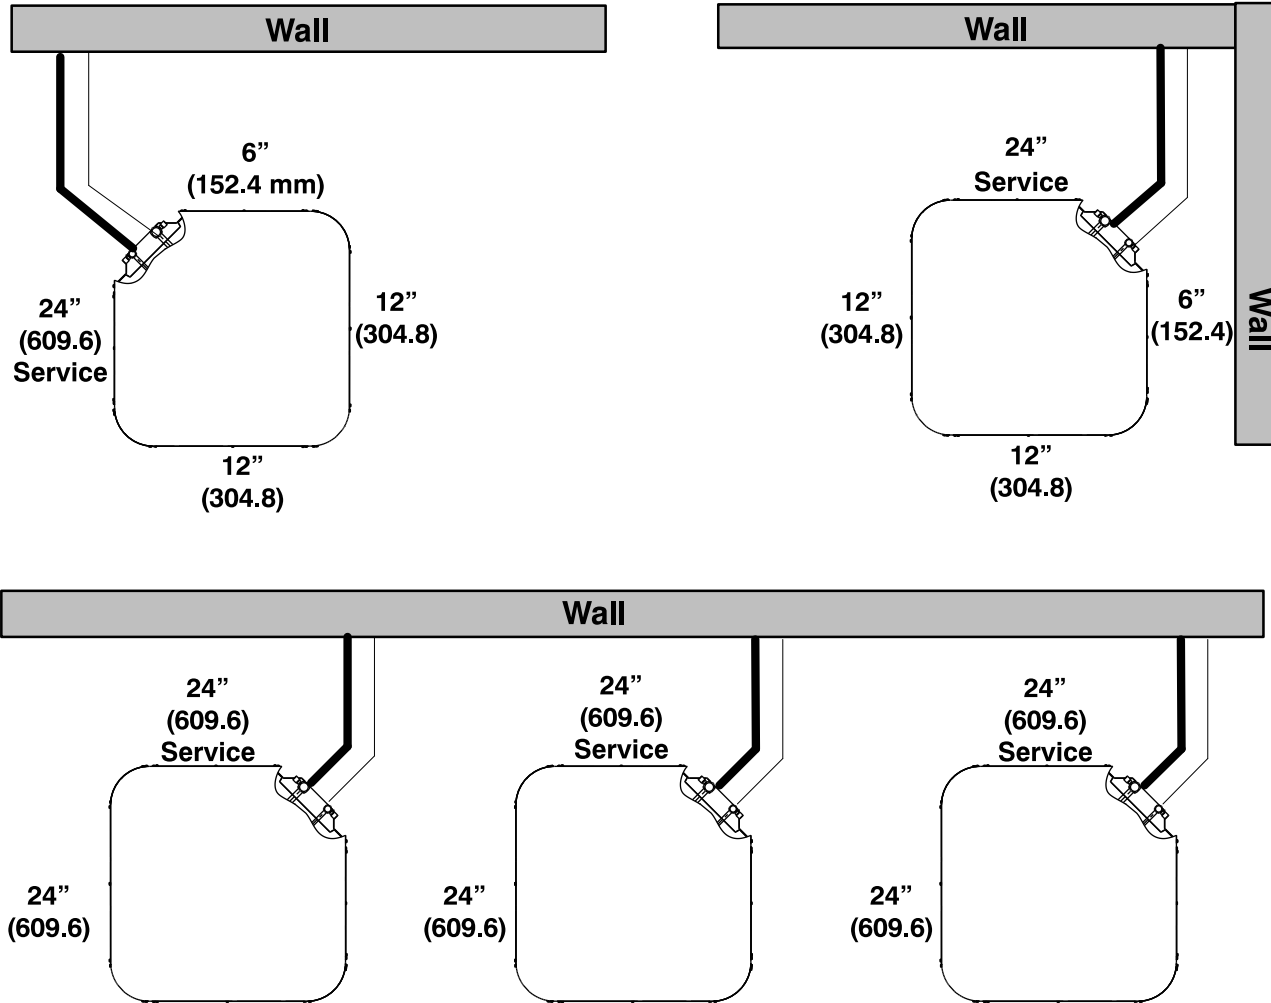 Wall
6”
(152.4 mm)
24”
(609.6)
Service
12”
(304.8)
12”
(304.8)
Wall
Wall
24”
Service
12”
(304.8)
6”
(152.4)
12”
(304.8)
Wall
24”
(609.6)
Service
24”
(609.6)
24”
(609.6)
Service
24”
(609.6)
24”
(609.6)
Service
24”
(609.6)